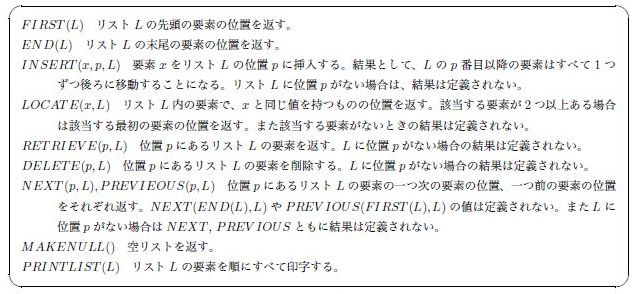 FIRST(L) リスト L の先頭の要素の位置を返す。
END(L) リスト L の末尾の要素の位置を返す。
INSERT(x, p, L) 要素 x をリスト L の位置 p に挿入する。結果として、L の p 番目以降の要素はすべて 1 つ
ずつ後ろに移動することになる。リスト L に位置 p がない場合は、結果は定義されない。
LOCATE(x, L) リスト L 内の要素で、x と同じ値を持つものの位置を返す。該当する要素が 2 つ以上ある場合
は該当する最初の要素の位置を返す。また該当する要素がないときの結果は定義されない。
RETRIEVE(p, L) 位置 p にあるリスト L の要素を返す。L に位置 p がない場合の結果は定義されない。
DELETE(p, L) 位置 p にあるリスト L の要素を削除する。L に位置 p がない場合の結果は定義されない。
NEXT(p, L), PREVIEOUS(p, L) 位置 p にあるリスト L の要素の一つ次の要素の位置、一つ前の要素の位置
をそれぞれ返す。NEXT(END(L), L) や PREVIOUS(FIRST(L), L) の値は定義されない。また L に
位置 p がない場合は NEXT, PREVIOUS ともに結果は定義されない。
MAKENULL() 空リストを返す。
PRINTLIST(L) リスト L の要素を順にすべて印字する。